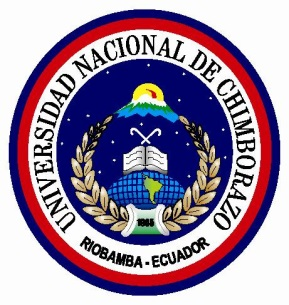 UNIVERSIDAD NACIONAL DE CHIMBORAZO
1995
RIOBAMBA - ECUADOR